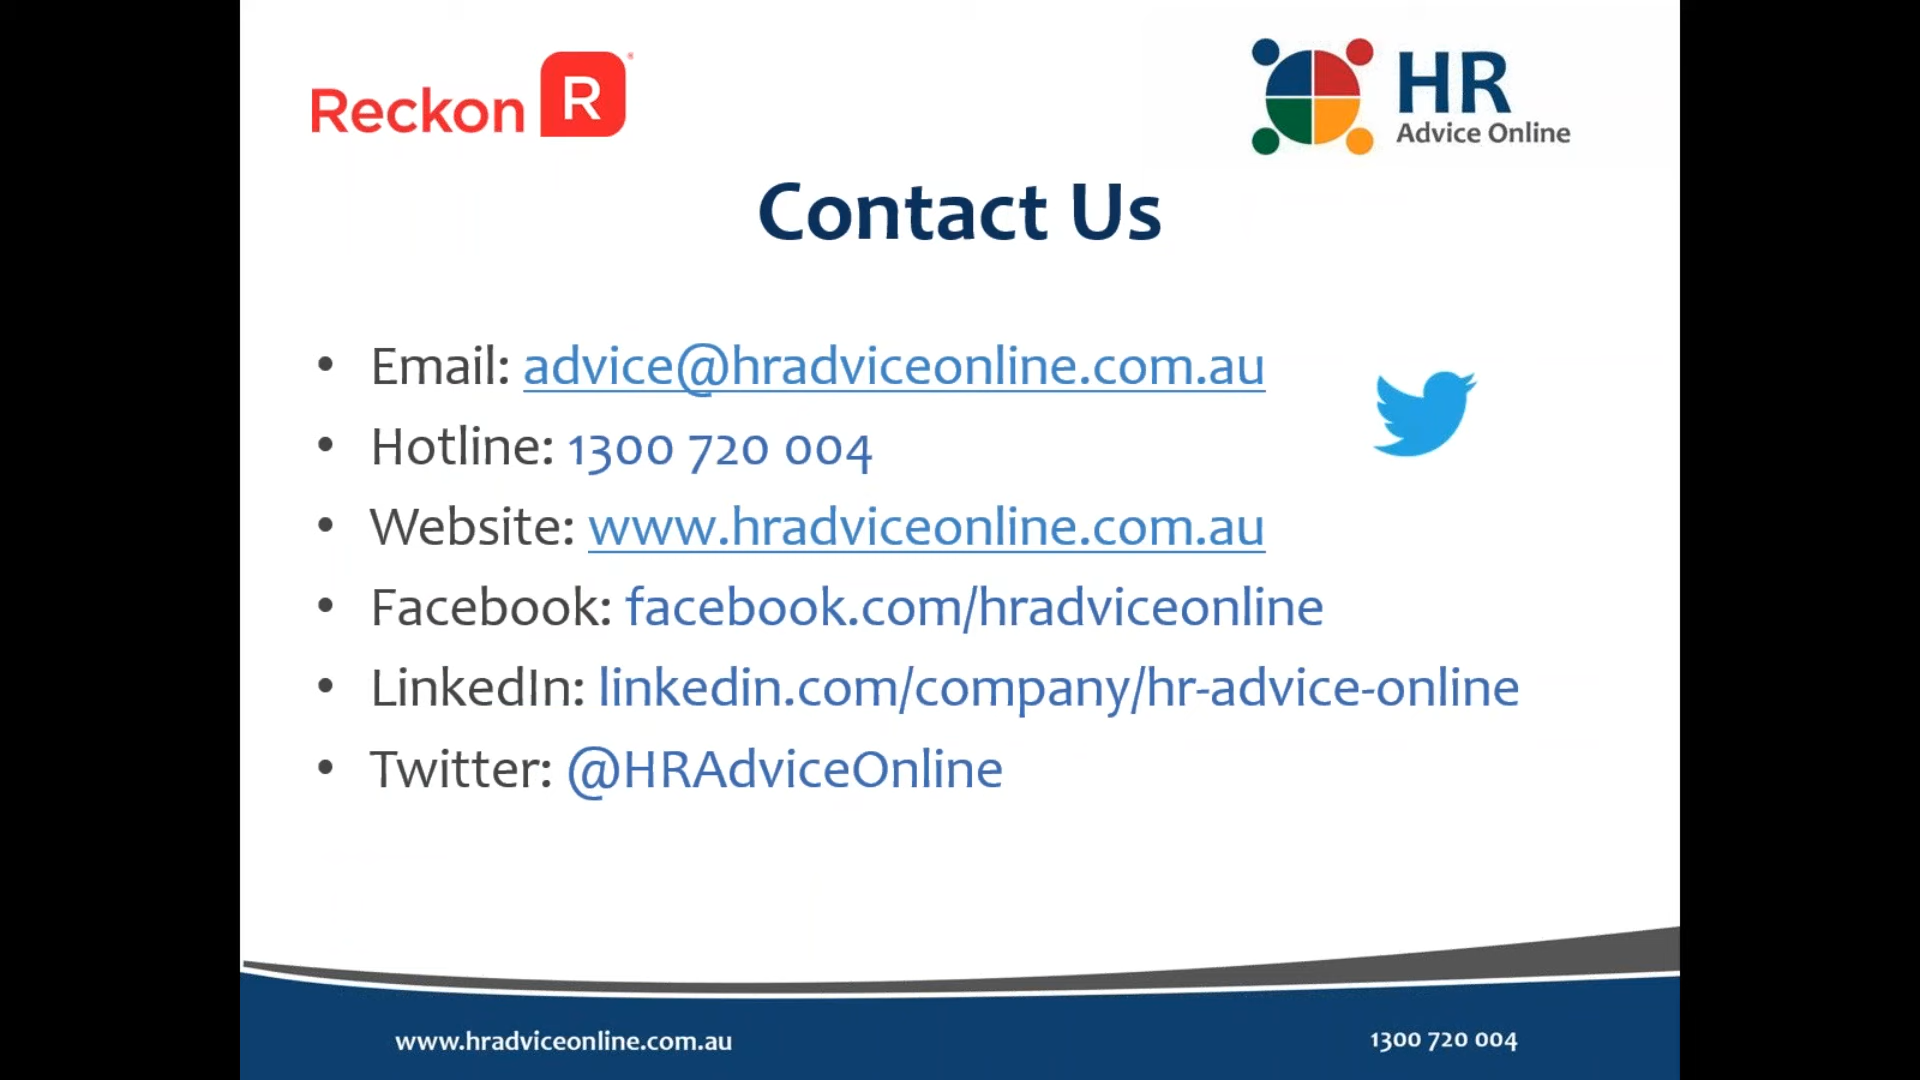 Reckon R
HR
Advice Online
Contact Us
• Email: advice@hradviceonline.com.au
• Hotline: 1300 720 004
• Website: www.hradviceonline.com.au
• Facebook: facebook.com/hradviceonline
• LinkedIn: linkedin.com/company/hr-advice-online
• Twitter: @HRAdviceOnline
www.hradviceonline.com.au
1300 720 004